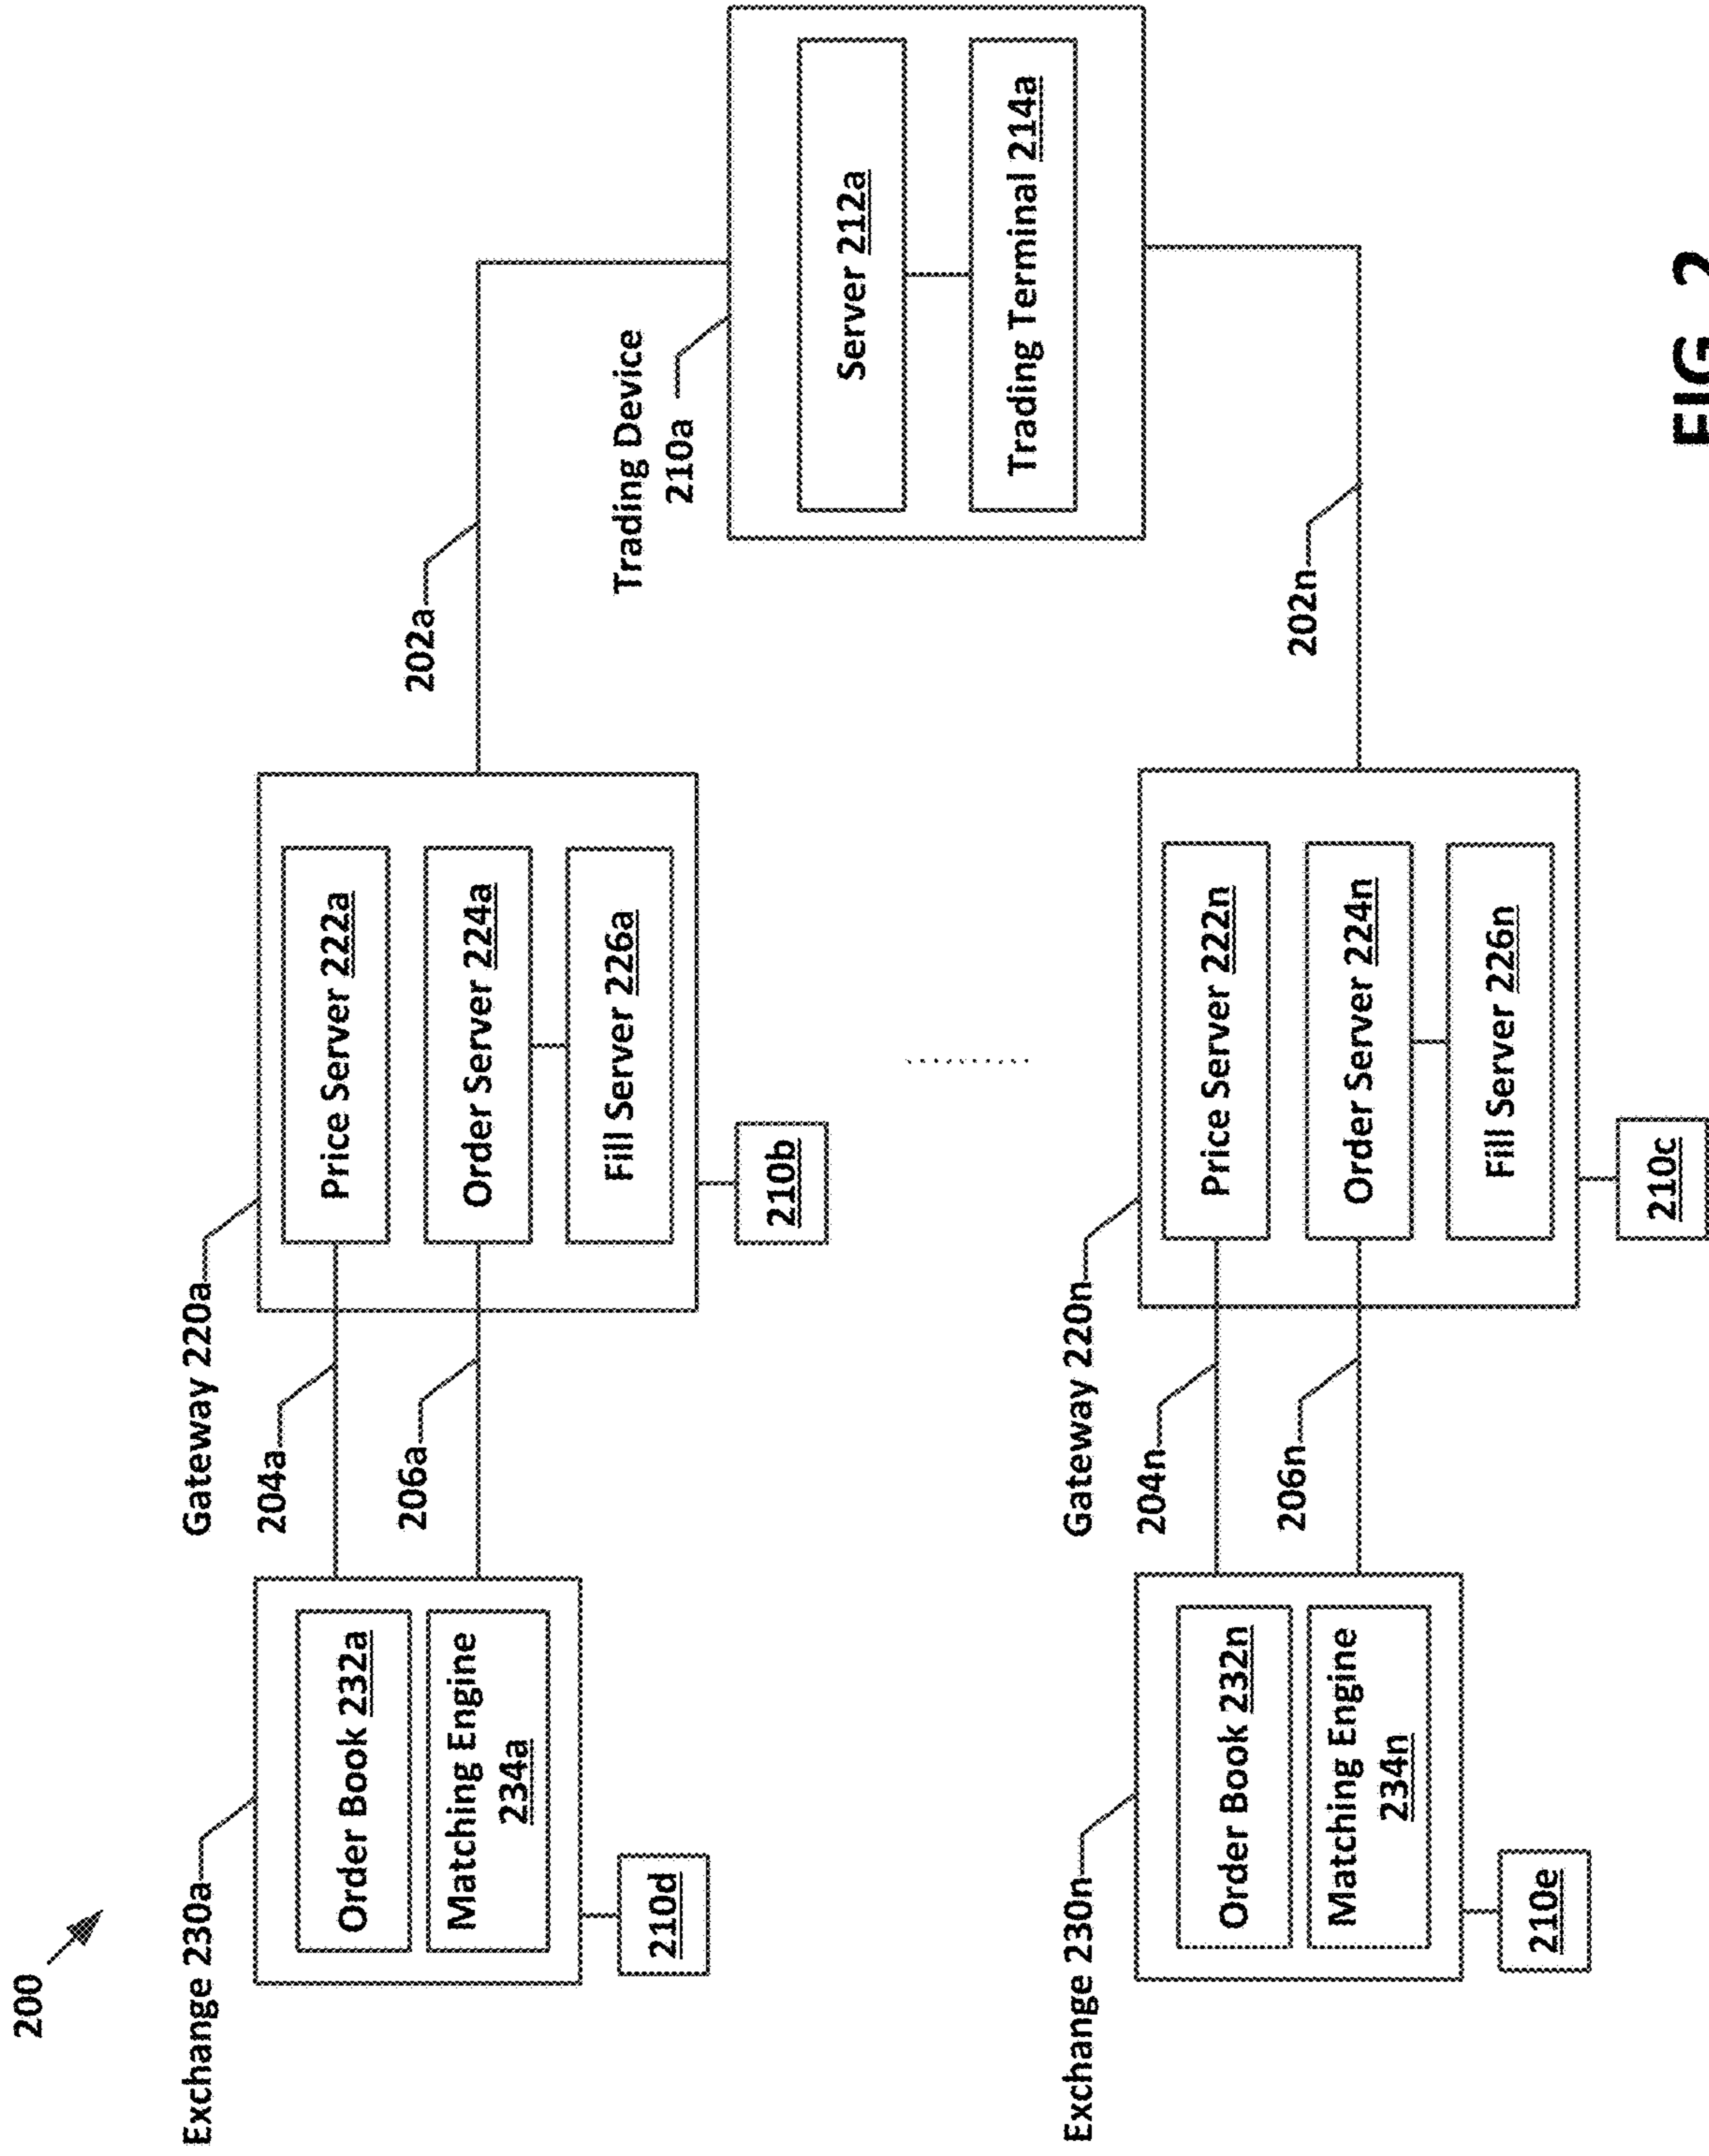 200
Exchange 230a
Order Book 232a
Matching Engine
234a
210d
204a
206a
Gateway 220a
Price Server 222a
Order Server 224a
Fill Server 226a
210b
202a
Trading Device
210a
Server 212a
Trading Terminal 214a
Exchange 230n
Order Book 232n
Matching Engine
234n
210e
204n
206n
Gateway 220n
Price Server 222n
Order Server 224n
Fill Server 226n
210c
202n
FIG. 2